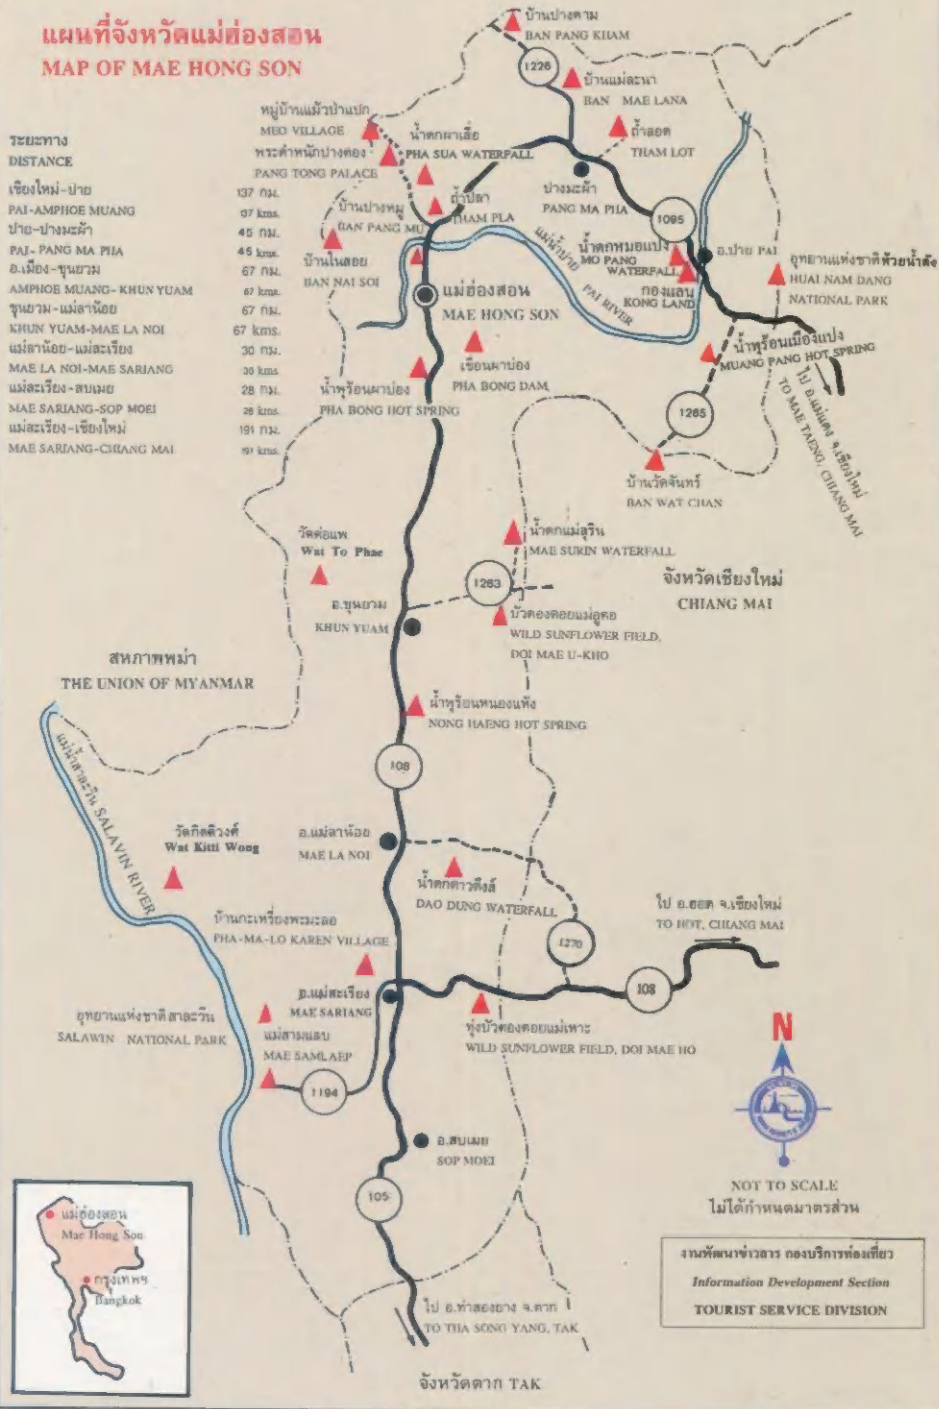 แผนที่จังหวัดแม่ฮ่องสอน
MAP OF MAE HONG SON
ระยะทาง
DISTANCE
เชียงใหม่-ปาย 137 กม.
PAI-AMPHOE MUANG 137 kms.
ปาย-ปางมะผ้า 45 กม.
PAI-PANG MA PHA 45 kms.
อ.เมือง-ขุนยวม 67 กม.
AMPHOE MUANG-KHUN YUAM 67 kms.
ขุนยวม-แม่ลาน้อย 67 กม.
KHUN YUAM-MAE LA NOI 67 kms.
แม่ลาน้อย-แม่สะเรียง 30 กม.
MAE LA NOI-MAE SARIANG 30 kms.
แม่สะเรียง-สบเมย 28 กม.
MAE SARIANG-SOP MOEI 28 kms.
แม่สะเรียง-เชียงใหม่ 191 กม.
MAE SARIANG-CHIANG MAI 191 kms.
บ้านปางคาม
BAN PANG KHAM
1226
บ้านแม่ละนา
BAN MAE LANA
หมู่บ้านแม้วป่าแปก
MEO VILLAGE
น้ำตกผาเสื่อ
PHA SUA WATERFALL
ถ้ำลอด
THAM LOT
พระตำหนักปางตอง
PANG TONG PALACE
ปางมะผ้า
PANG MA PHA
ถ้ำปลา
THAM PLA
บ้านปางหมู
BAN PANG MU
1095
บ้านในสอย
BAN NAI SOI
แม่น้ำปาย
PAI RIVER
น้ำตกหมอแปง
MO PANG
WATERFALL
อ.ปาย PAI
กองแลน
KONG LAND
อุทยานแห่งชาติห้วยน้ำดัง
HUAI NAM DANG
NATIONAL PARK
แม่ฮ่องสอน
MAE HONG SON
น้ำพุร้อนเมืองแปง
MUANG PANG HOT SPRING
เขื่อนผาบ่อง
PHA BONG DAM
น้ำพุร้อนผาบ่อง
PHA BONG HOT SPRING
1265
ไป อ.แม่แตง จ.เชียงใหม่
TO MAE TAENG, CHIANG MAI
บ้านวัดจันทร์
BAN WAT CHAN
วัดต่อแพ
Wat To Phae
น้ำตกแม่สุริน
MAE SURIN WATERFALL
จังหวัดเชียงใหม่
CHIANG MAI
1263
อ.ขุนยวม
KHUN YUAM
บัวตองดอยแม่อูคอ
WILD SUNFLOWER FIELD,
DOI MAE U-KHO
สหภาพพม่า
THE UNION OF MYANMAR
น้ำพุร้อนหนองแห้ง
NONG HAENG HOT SPRING
แม่น้ำสาละวิน SALAVIN RIVER
108
วัดกิตติวงศ์
Wat Kitti Wong
อ.แม่ลาน้อย
MAE LA NOI
น้ำตกดาวดึงส์
DAO DUNG WATERFALL
บ้านกะเหรี่ยงพะมะลอ
PHA-MA-LO KAREN VILLAGE
ไป อ.ฮอด จ.เชียงใหม่
TO HOT, CHIANG MAI
1270
108
อ.แม่สะเรียง
MAE SARIANG
อุทยานแห่งชาติสาละวิน
SALAWIN NATIONAL PARK
แม่สามแลบ
MAE SAMLAEP
ทุ่งบัวตองดอยแม่เหาะ
WILD SUNFLOWER FIELD, DOI MAE HO
1194
N
อ.สบเมย
SOP MOEI
105
NOT TO SCALE
ไม่ได้กำหนดมาตราส่วน
แม่ฮ่องสอน
Mae Hong Son
กรุงเทพฯ
Bangkok
งานพัฒนาข่าวสาร กองบริการท่องเที่ยว
Information Development Section
TOURIST SERVICE DIVISION
ไป อ.ท่าสองยาง จ.ตาก
TO THA SONG YANG, TAK
จังหวัดตาก TAK